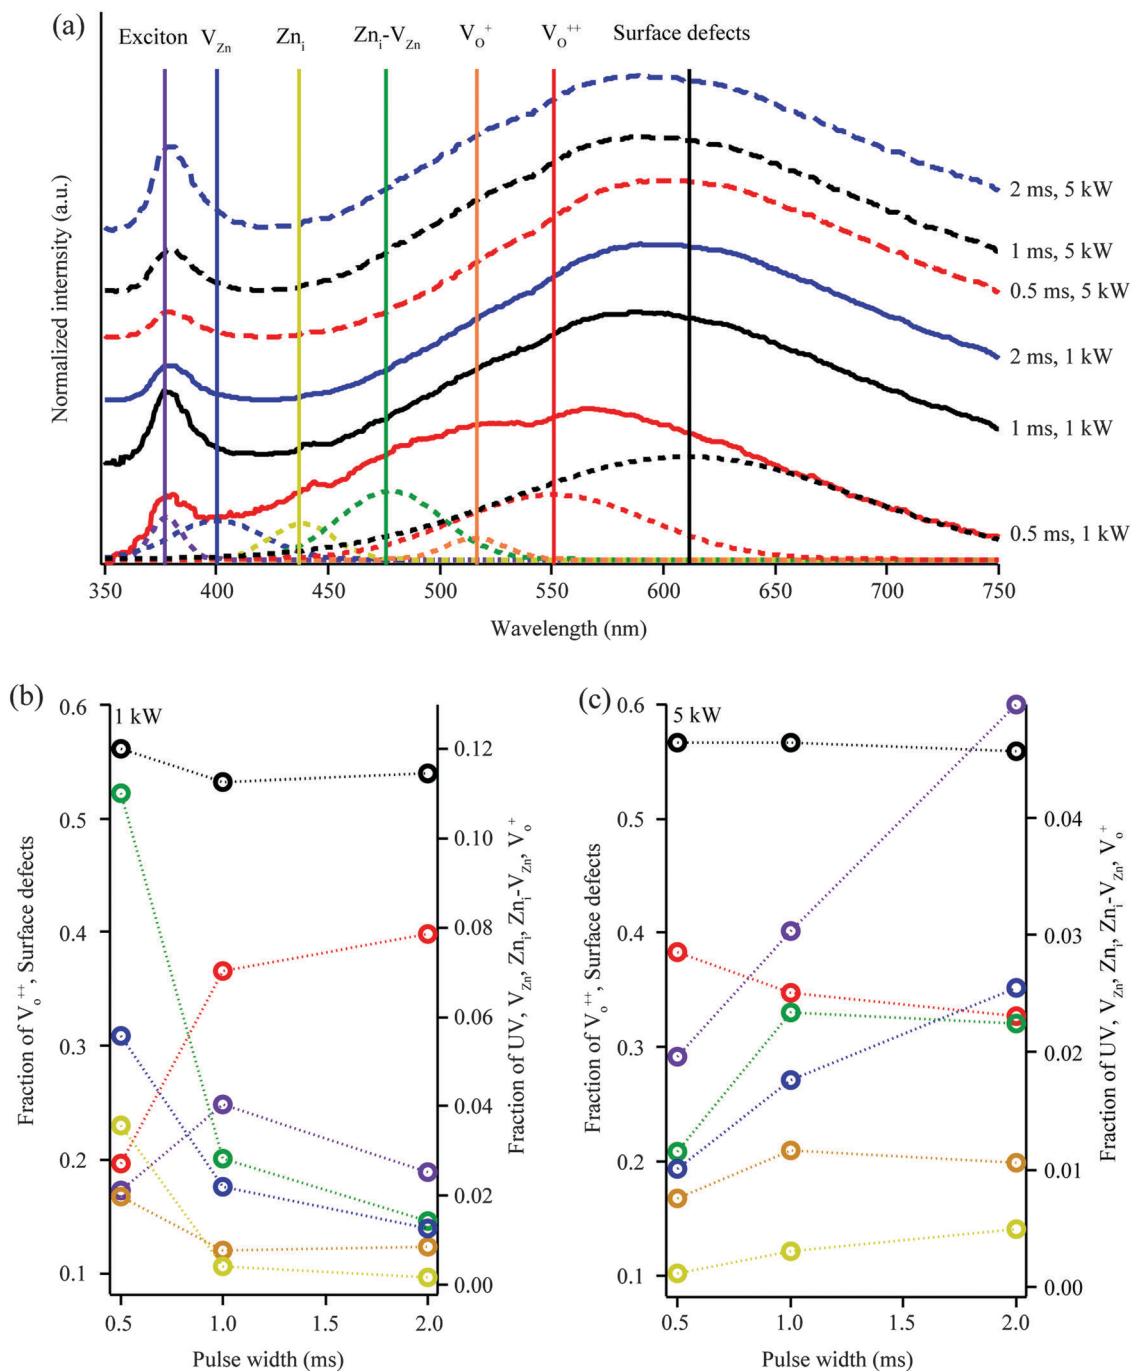 (a)
Exciton V_Zn Zn_i Zn_i-V_Zn V_O^+ V_O^++ Surface defects
Normalized intensity (a.u.)
2 ms, 5 kW
1 ms, 5 kW
0.5 ms, 5 kW
2 ms, 1 kW
1 ms, 1 kW
0.5 ms, 1 kW
350 400 450 500 550 600 650 700 750
Wavelength (nm)
(b)
1 kW
Fraction of V_o^++, Surface defects
0.6
0.5
0.4
0.3
0.2
0.1
0.12
0.10
0.08
0.06
0.04
0.02
0.00
Fraction of UV, V_Zn, Zn_i, Zn_i-V_Zn, V_o^+
0.5 1.0 1.5 2.0
Pulse width (ms)
(c)
5 kW
Fraction of V_o^++, Surface defects
0.6
0.5
0.4
0.3
0.2
0.1
0.04
0.03
0.02
0.01
0.00
Fraction of UV, V_Zn, Zn_i, Zn_i-V_Zn, V_o^+
0.5 1.0 1.5 2.0
Pulse width (ms)